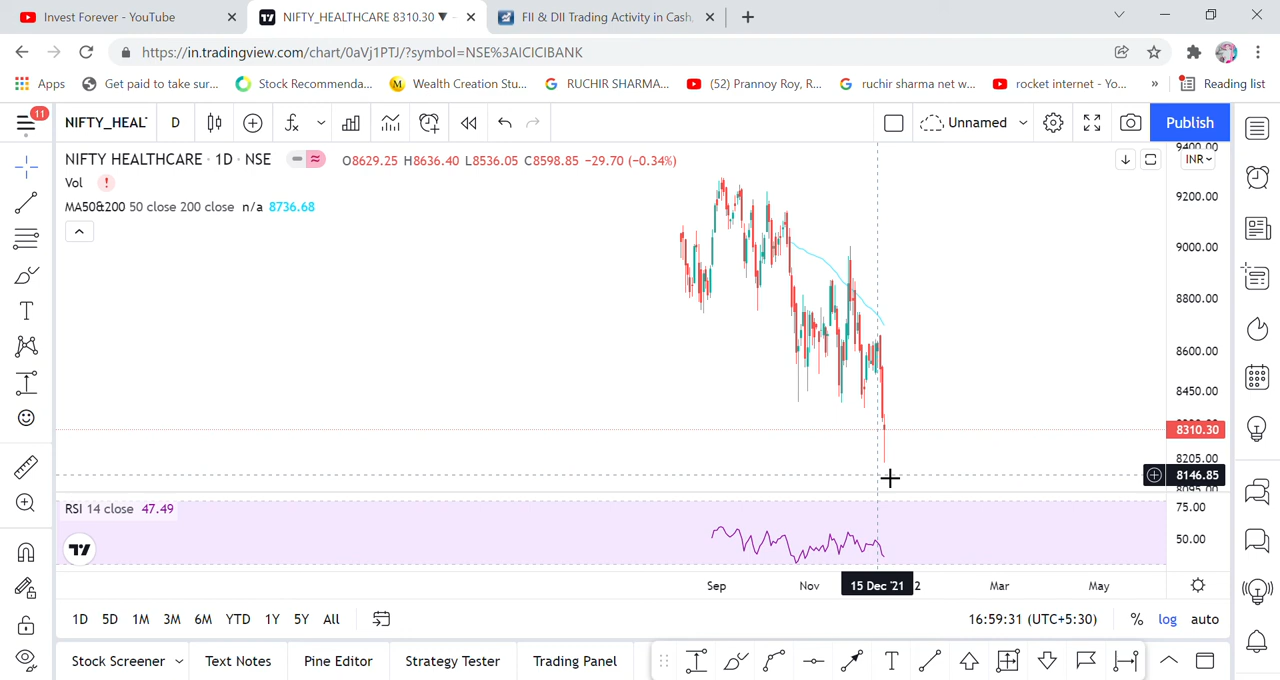 Invest Forever - YouTube
NIFTY_HEALTHCARE 8310.30 ▼
FII & DII Trading Activity in Cash,
https://in.tradingview.com/chart/0aVj1PTJ/?symbol=NSE%3AICICIBANK
Apps
Get paid to take sur...
Stock Recommenda...
Wealth Creation Stu...
RUCHIR SHARMA...
(52) Prannoy Roy, R...
ruchir sharma net w...
rocket internet - Yo...
»
Reading list
11
NIFTY_HEAL
D
Unnamed
Publish
NIFTY HEALTHCARE · 1D · NSE
O8629.25 H8636.40 L8536.05 C8598.85 −29.70 (−0.34%)
INR
Vol
MA50&200 50 close 200 close n/a 8736.68
9400.00
9200.00
9000.00
8800.00
8600.00
8450.00
8310.30
8205.00
8146.85
8095.00
RSI 14 close 47.49
75.00
50.00
Sep
Nov
15 Dec '21
2
Mar
May
1D
5D
1M
3M
6M
YTD
1Y
5Y
All
16:59:31 (UTC+5:30)
%
log
auto
Stock Screener
Text Notes
Pine Editor
Strategy Tester
Trading Panel